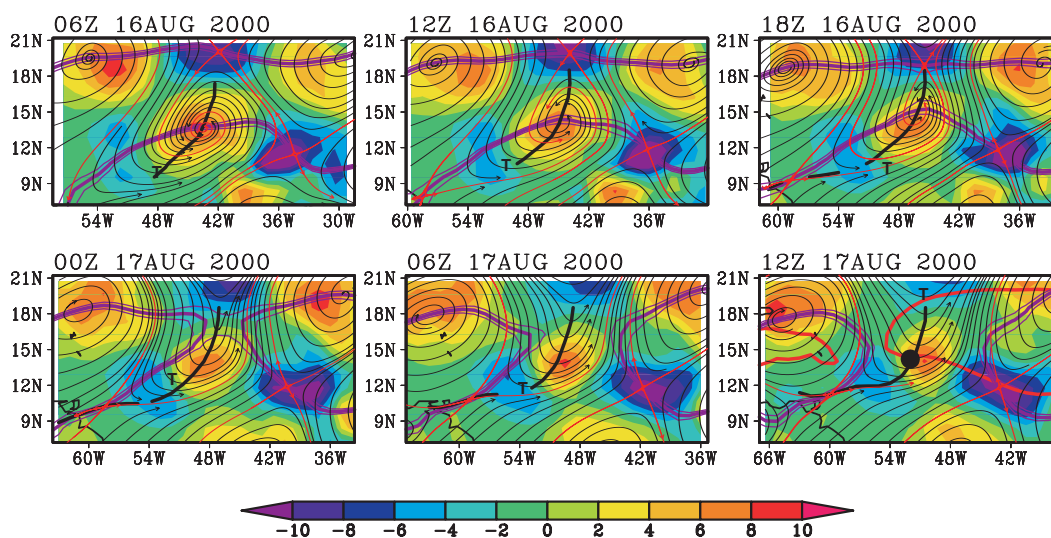 06Z 16AUG 2000 12Z 16AUG 2000 18Z 16AUG 2000
21N 21N 21N
18N 18N 18N
15N 15N 15N
12N 12N 12N
9N 9N 9N
T T T
54W 48W 42W 36W 30W 60W 54W 48W 42W 36W 60W 54W 48W 42W 36W
00Z 17AUG 2000 06Z 17AUG 2000 12Z 17AUG 2000
21N 21N 21N
18N 18N 18N
15N 15N 15N
12N 12N 12N
9N 9N 9N
T T T
60W 54W 48W 42W 36W 60W 54W 48W 42W 36W 66W 60W 54W 48W 42W
-10 -8 -6 -4 -2 0 2 4 6 8 10